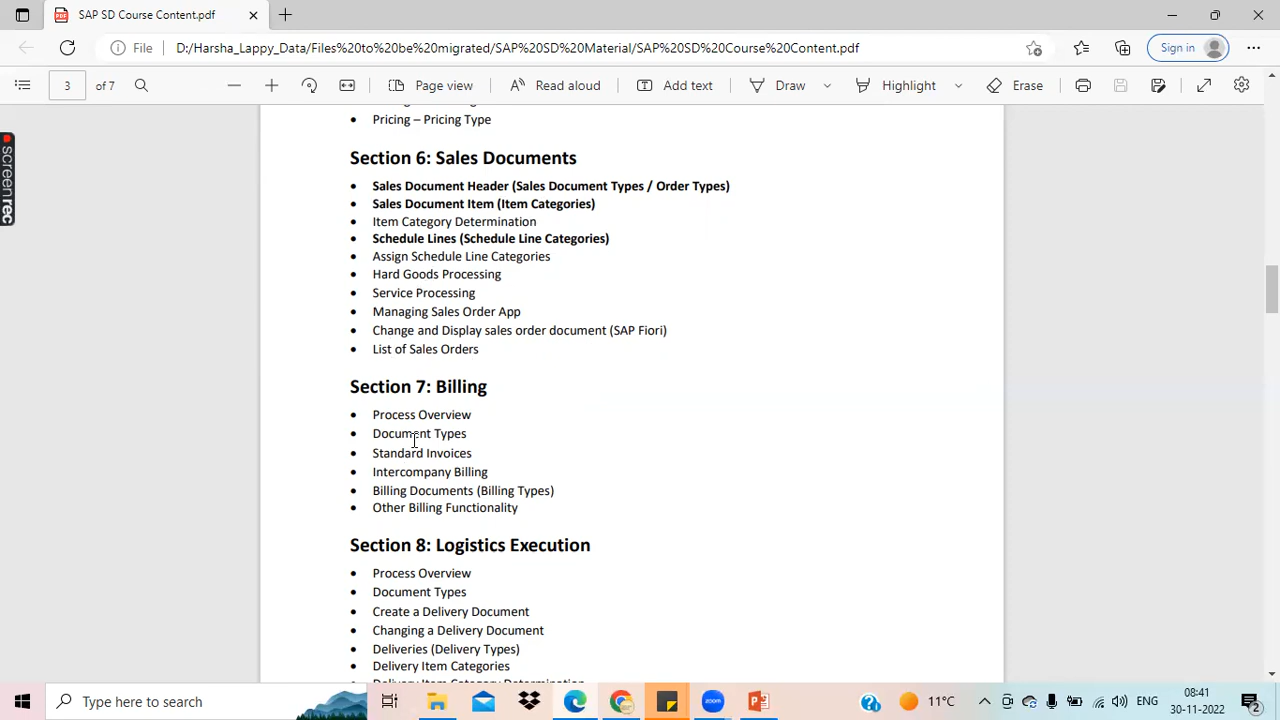 SAP SD Course Content.pdf
File
D:/Harsha_Lappy_Data/Files%20to%20be%20migrated/SAP%20SD%20Material/SAP%20SD%20Course%20Content.pdf
Sign in
3 of 7
Page view
Read aloud
Add text
Draw
Highlight
Erase
• Pricing – Pricing Type
Section 6: Sales Documents
• Sales Document Header (Sales Document Types / Order Types)
• Sales Document Item (Item Categories)
• Item Category Determination
• Schedule Lines (Schedule Line Categories)
• Assign Schedule Line Categories
• Hard Goods Processing
• Service Processing
• Managing Sales Order App
• Change and Display sales order document (SAP Fiori)
• List of Sales Orders
Section 7: Billing
• Process Overview
• Document Types
• Standard Invoices
• Intercompany Billing
• Billing Documents (Billing Types)
• Other Billing Functionality
Section 8: Logistics Execution
• Process Overview
• Document Types
• Create a Delivery Document
• Changing a Delivery Document
• Deliveries (Delivery Types)
• Delivery Item Categories
• Delivery Item Category Determination
screenrec
Type here to search
zoom
11°C
ENG
08:41
30-11-2022
2